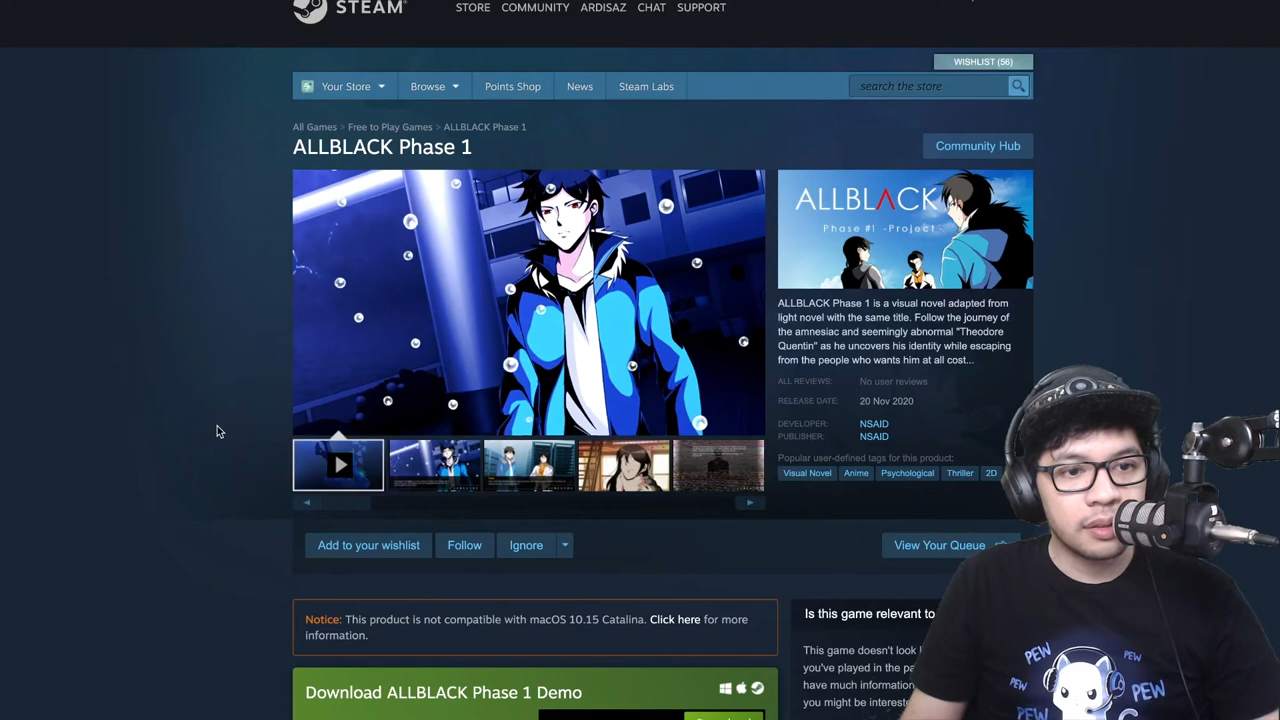 STEAM®
STORE COMMUNITY ARDISAZ CHAT SUPPORT
WISHLIST (56)
Your Store Browse Points Shop News Steam Labs
search the store
All Games > Free to Play Games > ALLBLACK Phase 1
ALLBLACK Phase 1
Community Hub
ALLBLACK
Phase #1 -Project-
ALLBLACK Phase 1 is a visual novel adapted from
light novel with the same title. Follow the journey of
the amnesiac and seemingly abnormal "Theodore
Quentin" as he uncovers his identity while escaping
from the people who wants him at all cost...
ALL REVIEWS: No user reviews
RELEASE DATE: 20 Nov 2020
DEVELOPER: NSAID
PUBLISHER: NSAID
Popular user-defined tags for this product:
Visual Novel Anime Psychological Thriller 2D
Add to your wishlist Follow Ignore
View Your Queue
Notice: This product is not compatible with macOS 10.15 Catalina. Click here for more
information.
Is this game relevant to
This game doesn't look
you've played in the pa
have much information
you might be intereste
Download ALLBLACK Phase 1 Demo
PEW
PEW
PEW
PEW
PEW